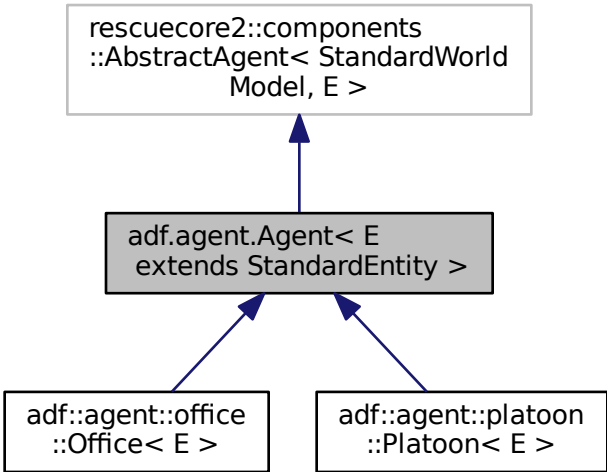 rescuecore2::components
::AbstractAgent< StandardWorld
Model, E >
adf.agent.Agent< E
extends StandardEntity >
adf::agent::office
::Office< E >
adf::agent::platoon
::Platoon< E >